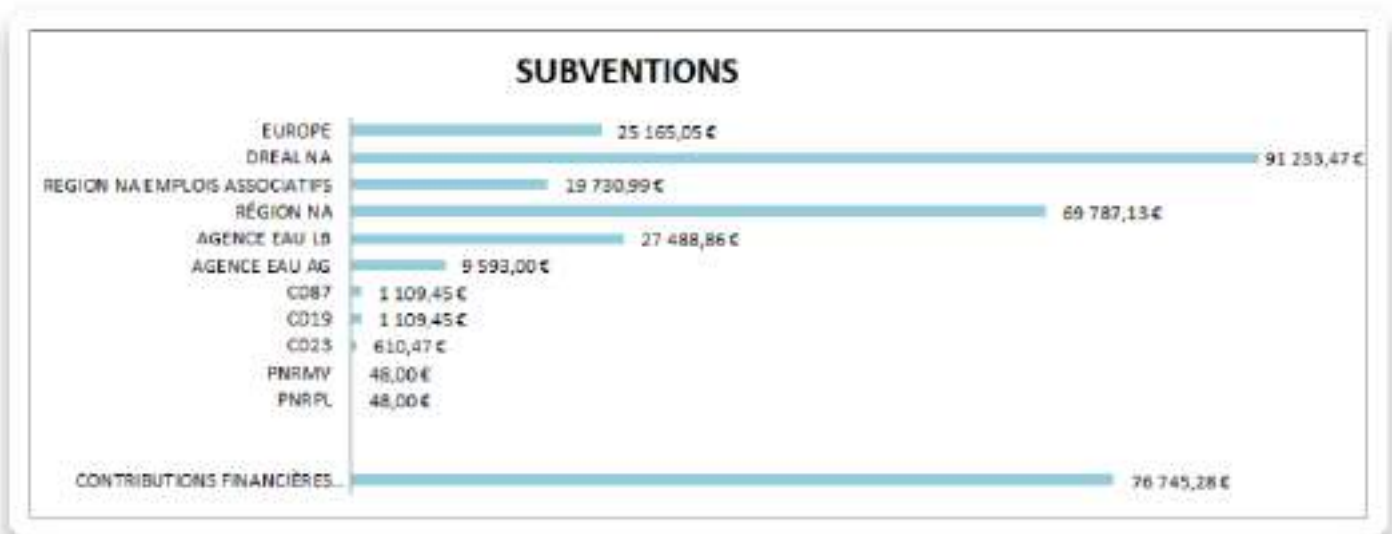 SUBVENTIONS
EUROPE 25 165,05 €
DREAL NA 91 233,47 €
REGION NA EMPLOIS ASSOCIATIFS 19 730,99 €
RÉGION NA 69 787,13 €
AGENCE EAU LB 27 488,86 €
AGENCE EAU AG 9 593,00 €
CD87 1 109,45 €
CD19 1 109,45 €
CD23 610,47 €
PNRMV 48,00 €
PNRPL 48,00 €
CONTRIBUTIONS FINANCIÈRES... 76 745,28 €